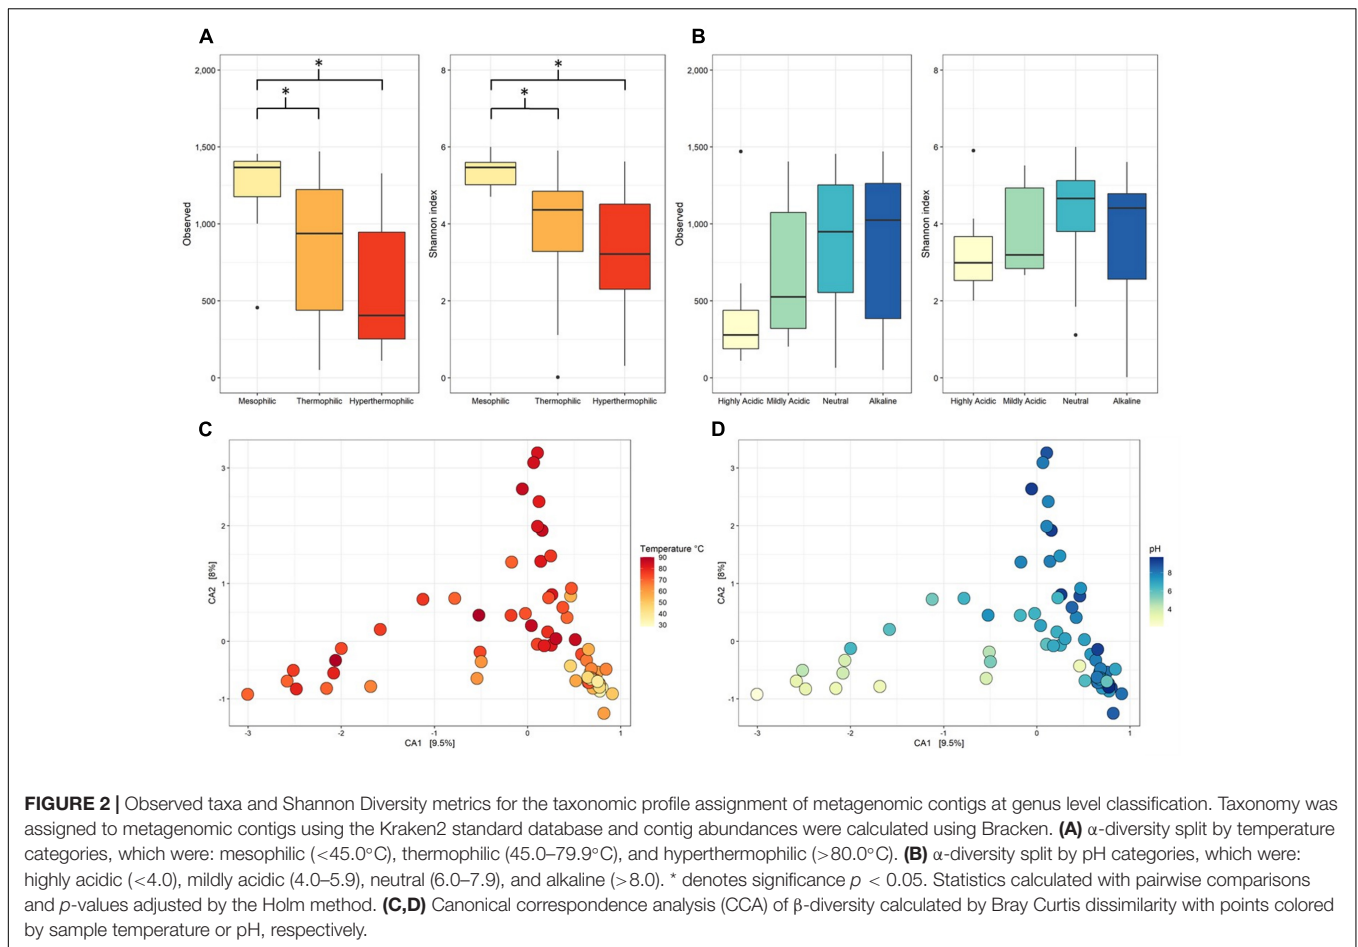 A
B
2,000
1,500
1,000
500
0
Observed
*
*
Mesophilic
Thermophilic
Hyperthermophilic
8
6
4
2
0
Shannon index
*
*
Mesophilic
Thermophilic
Hyperthermophilic
2,000
1,500
1,000
500
0
Observed
Highly Acidic
Mildly Acidic
Neutral
Alkaline
8
6
4
2
0
Shannon index
Highly Acidic
Mildly Acidic
Neutral
Alkaline
C
3
2
1
0
-1
CA2 [8%]
-3
-2
-1
0
1
CA1 [9.5%]
Temperature °C
90
80
70
60
50
40
30
D
3
2
1
0
-1
CA2 [8%]
-3
-2
-1
0
1
CA1 [9.5%]
pH
8
6
4
FIGURE 2 | Observed taxa and Shannon Diversity metrics for the taxonomic profile assignment of metagenomic contigs at genus level classification. Taxonomy was
assigned to metagenomic contigs using the Kraken2 standard database and contig abundances were calculated using Bracken. (A) α-diversity split by temperature
categories, which were: mesophilic (<45.0°C), thermophilic (45.0–79.9°C), and hyperthermophilic (>80.0°C). (B) α-diversity split by pH categories, which were:
highly acidic (<4.0), mildly acidic (4.0–5.9), neutral (6.0–7.9), and alkaline (>8.0). * denotes significance p < 0.05. Statistics calculated with pairwise comparisons
and p-values adjusted by the Holm method. (C,D) Canonical correspondence analysis (CCA) of β-diversity calculated by Bray Curtis dissimilarity with points colored
by sample temperature or pH, respectively.